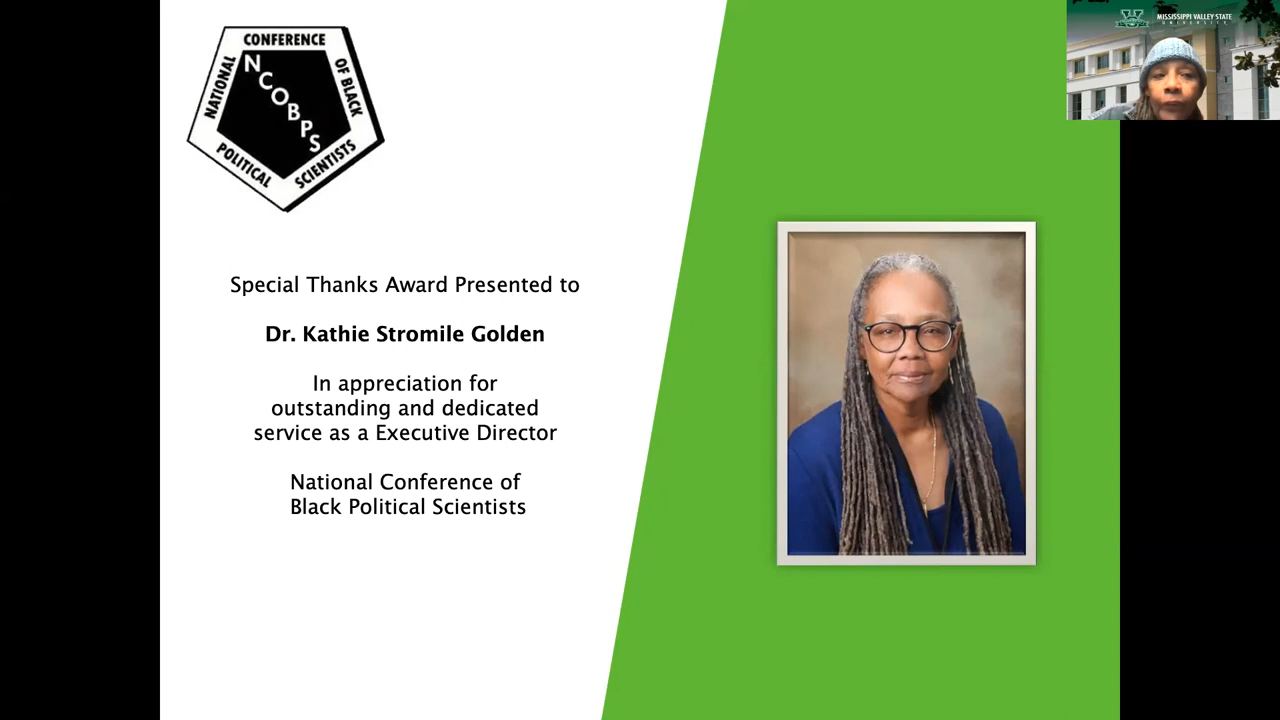 CONFERENCE
NATIONAL
OF BLACK
NCOBPS
POLITICAL
SCIENTISTS
MISSISSIPPI VALLEY STATE
UNIVERSITY
Special Thanks Award Presented to
Dr. Kathie Stromile Golden
In appreciation for
outstanding and dedicated
service as a Executive Director
National Conference of
Black Political Scientists